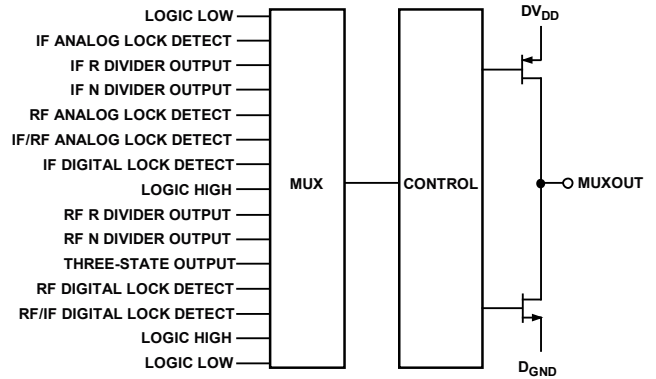 LOGIC LOW
IF ANALOG LOCK DETECT
IF R DIVIDER OUTPUT
IF N DIVIDER OUTPUT
RF ANALOG LOCK DETECT
IF/RF ANALOG LOCK DETECT
IF DIGITAL LOCK DETECT
LOGIC HIGH
RF R DIVIDER OUTPUT
RF N DIVIDER OUTPUT
THREE-STATE OUTPUT
RF DIGITAL LOCK DETECT
RF/IF DIGITAL LOCK DETECT
LOGIC HIGH
LOGIC LOW
MUX
CONTROL
DVDD
MUXOUT
DGND